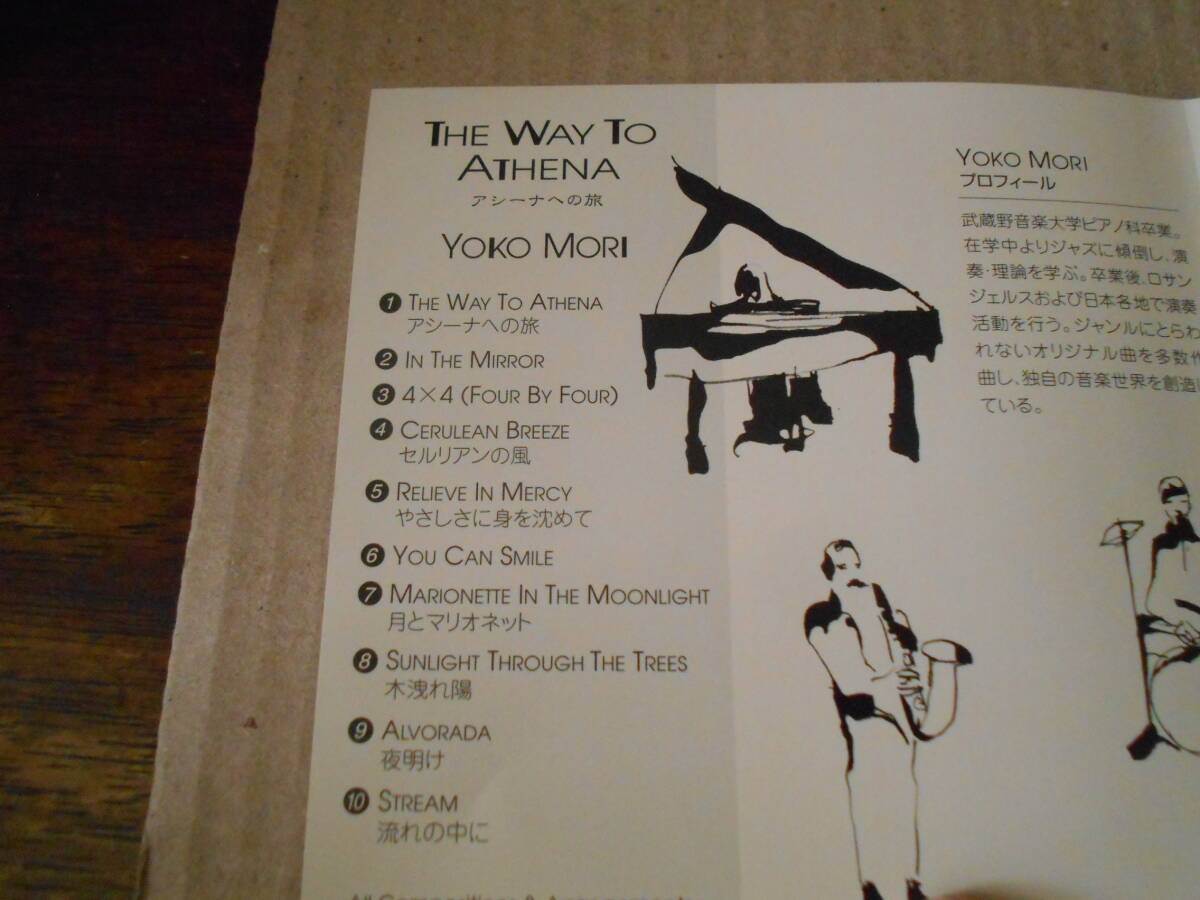 THE WAY TO
ATHENA
アシーナへの旅
YOKO MORI
1 THE WAY TO ATHENA
アシーナへの旅
2 IN THE MIRROR
3 4×4 (FOUR BY FOUR)
4 CERULEAN BREEZE
セルリアンの風
5 RELIEVE IN MERCY
やさしさに身を沈めて
6 YOU CAN SMILE
7 MARIONETTE IN THE MOONLIGHT
月とマリオネット
8 SUNLIGHT THROUGH THE TREES
木洩れ陽
9 ALVORADA
夜明け
10 STREAM
流れの中に
YOKO MORI
プロフィール
武蔵野音楽大学ピアノ科卒業。
在学中よりジャズに傾倒し、演
奏・理論を学ぶ。卒業後、ロサン
ジェルスおよび日本各地で演奏
活動を行う。ジャンルにとらわ
れないオリジナル曲を多数作
曲し、独自の音楽世界を創造し
ている。